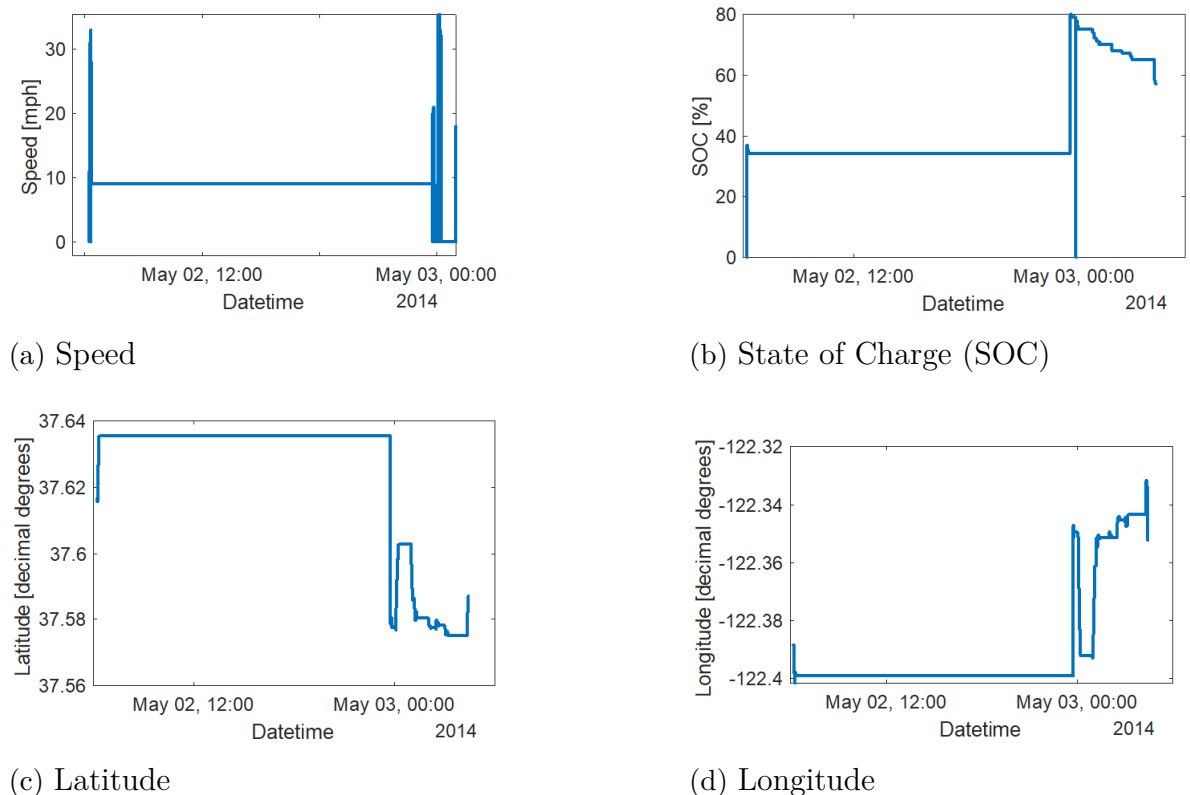 Speed [mph]
30
20
10
0
May 02, 12:00
May 03, 00:00
Datetime
2014
(a) Speed
SOC [%]
80
60
40
20
0
May 02, 12:00
May 03, 00:00
Datetime
2014
(b) State of Charge (SOC)
Latitude [decimal degrees]
37.64
37.62
37.6
37.58
37.56
May 02, 12:00
May 03, 00:00
Datetime
2014
(c) Latitude
Longitude [decimal degrees]
-122.32
-122.34
-122.36
-122.38
-122.4
May 02, 12:00
May 03, 00:00
Datetime
2014
(d) Longitude